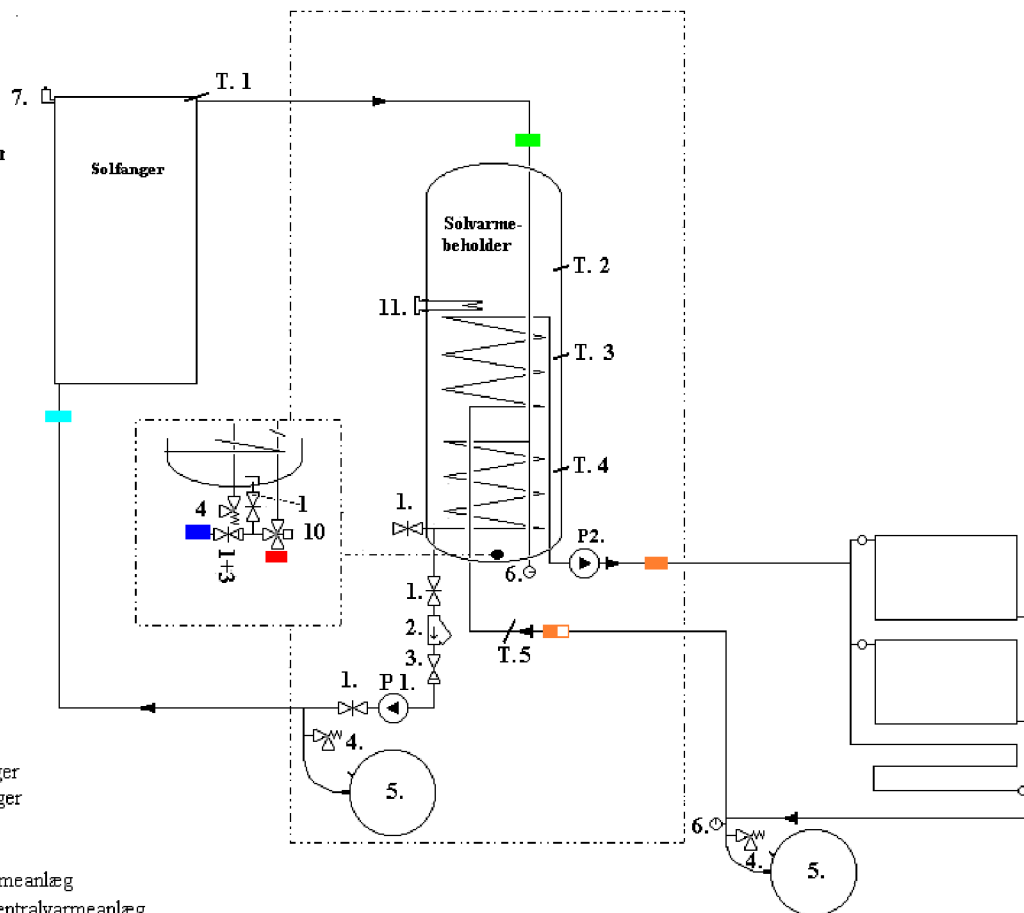 T. 1
7.
Solfanger
Solvarme-
beholder
T. 2
11.
T. 3
T. 4
1.
4
1
10
1+3
P2.
6.
1.
2.
T.5
3.
1.
P 1.
4.
5.
6.
4.
5.
ger
ger
meanlæg
entralvarmeanlæg